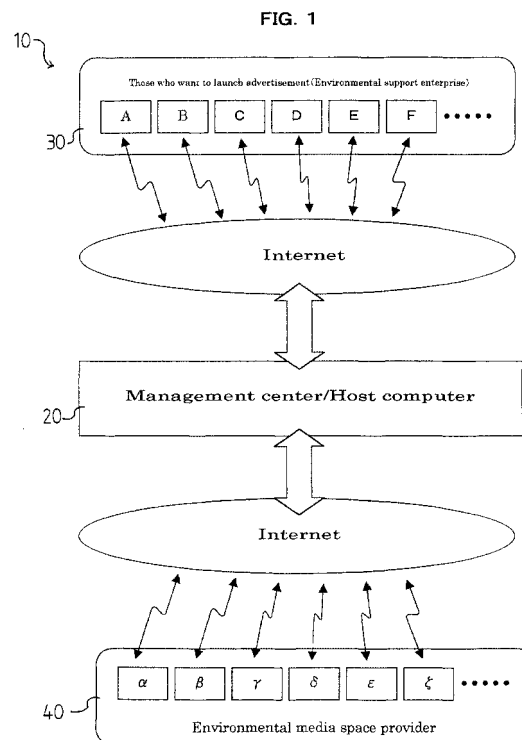 FIG. 1
10
Those who want to launch advertisement(Environmental support enterprise)
A B C D E F •••••
30
Internet
Management center/Host computer
20
Internet
α β γ δ ε ζ •••••
40
Environmental media space provider